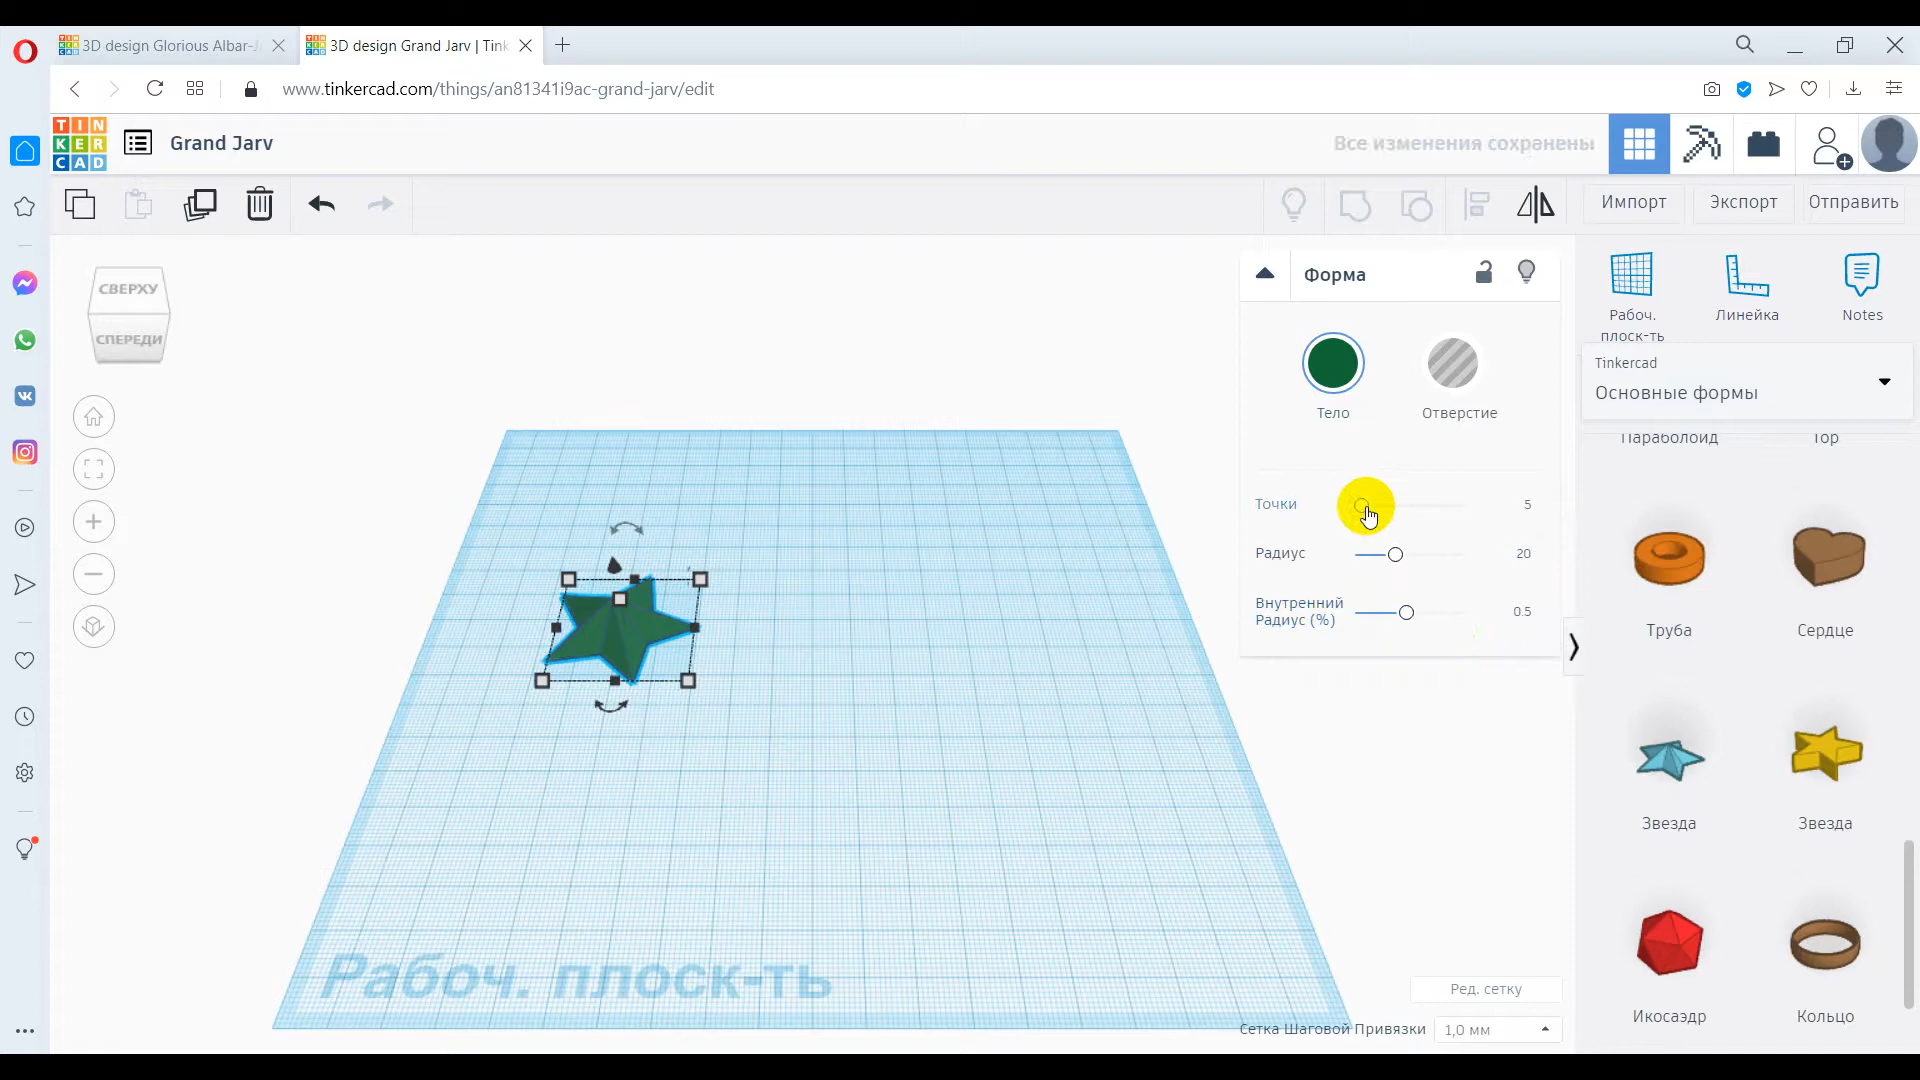 3D design Glorious Albar-J
3D design Grand Jarv | Tink
www.tinkercad.com/things/an81341i9ac-grand-jarv/edit
TIN
KER
CAD
Grand Jarv
Все изменения сохранены
Импорт
Экспорт
Отправить
СВЕРХУ
СПЕРЕДИ
Форма
Тело
Отверстие
Точки
5
Радиус
20
Внутренний
Радиус (%)
0.5
Рабоч.
плоск-ть
Линейка
Notes
Tinkercad
Основные формы
Параболоид
Тор
Труба
Сердце
Звезда
Звезда
Икосаэдр
Кольцо
Рабоч. плоск-ть
Ред. сетку
Сетка Шаговой Привязки
1,0 мм